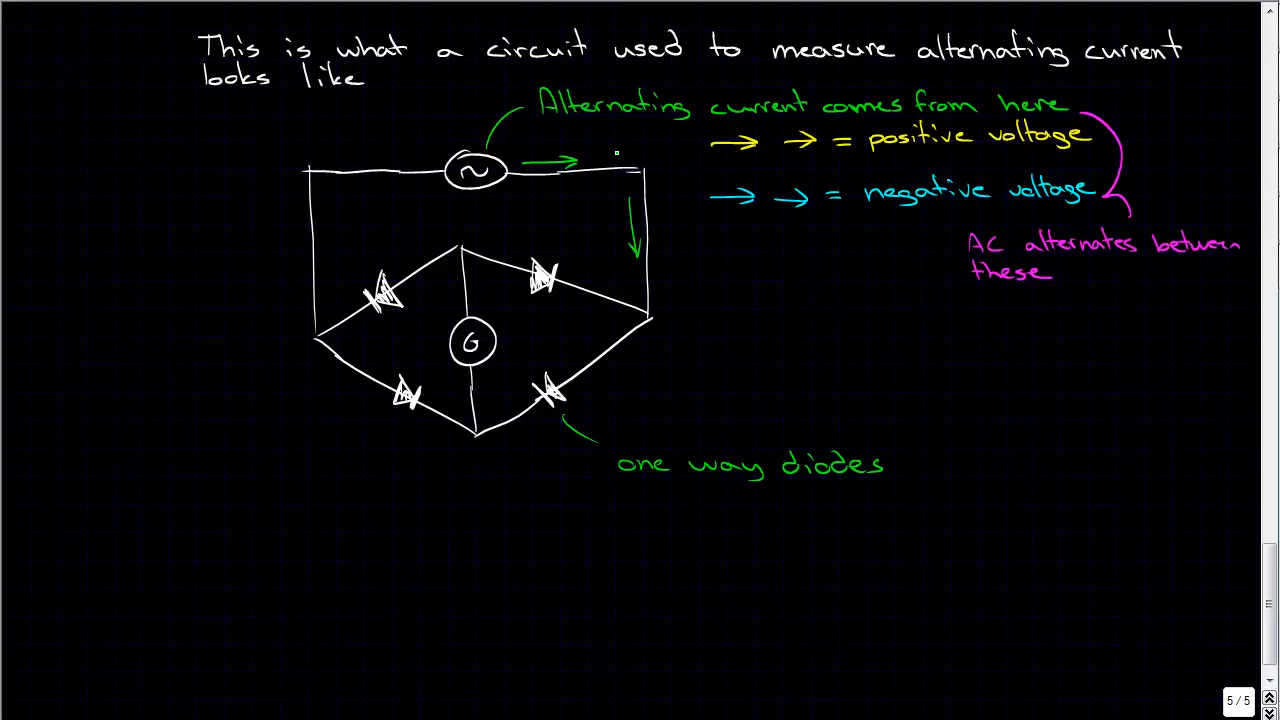 This is what a circuit used to measure alternating current
looks like
Alternating current comes from here
→ → = positive voltage
→ → = negative voltage
AC alternates between
these
~
G
one way diodes
5/5